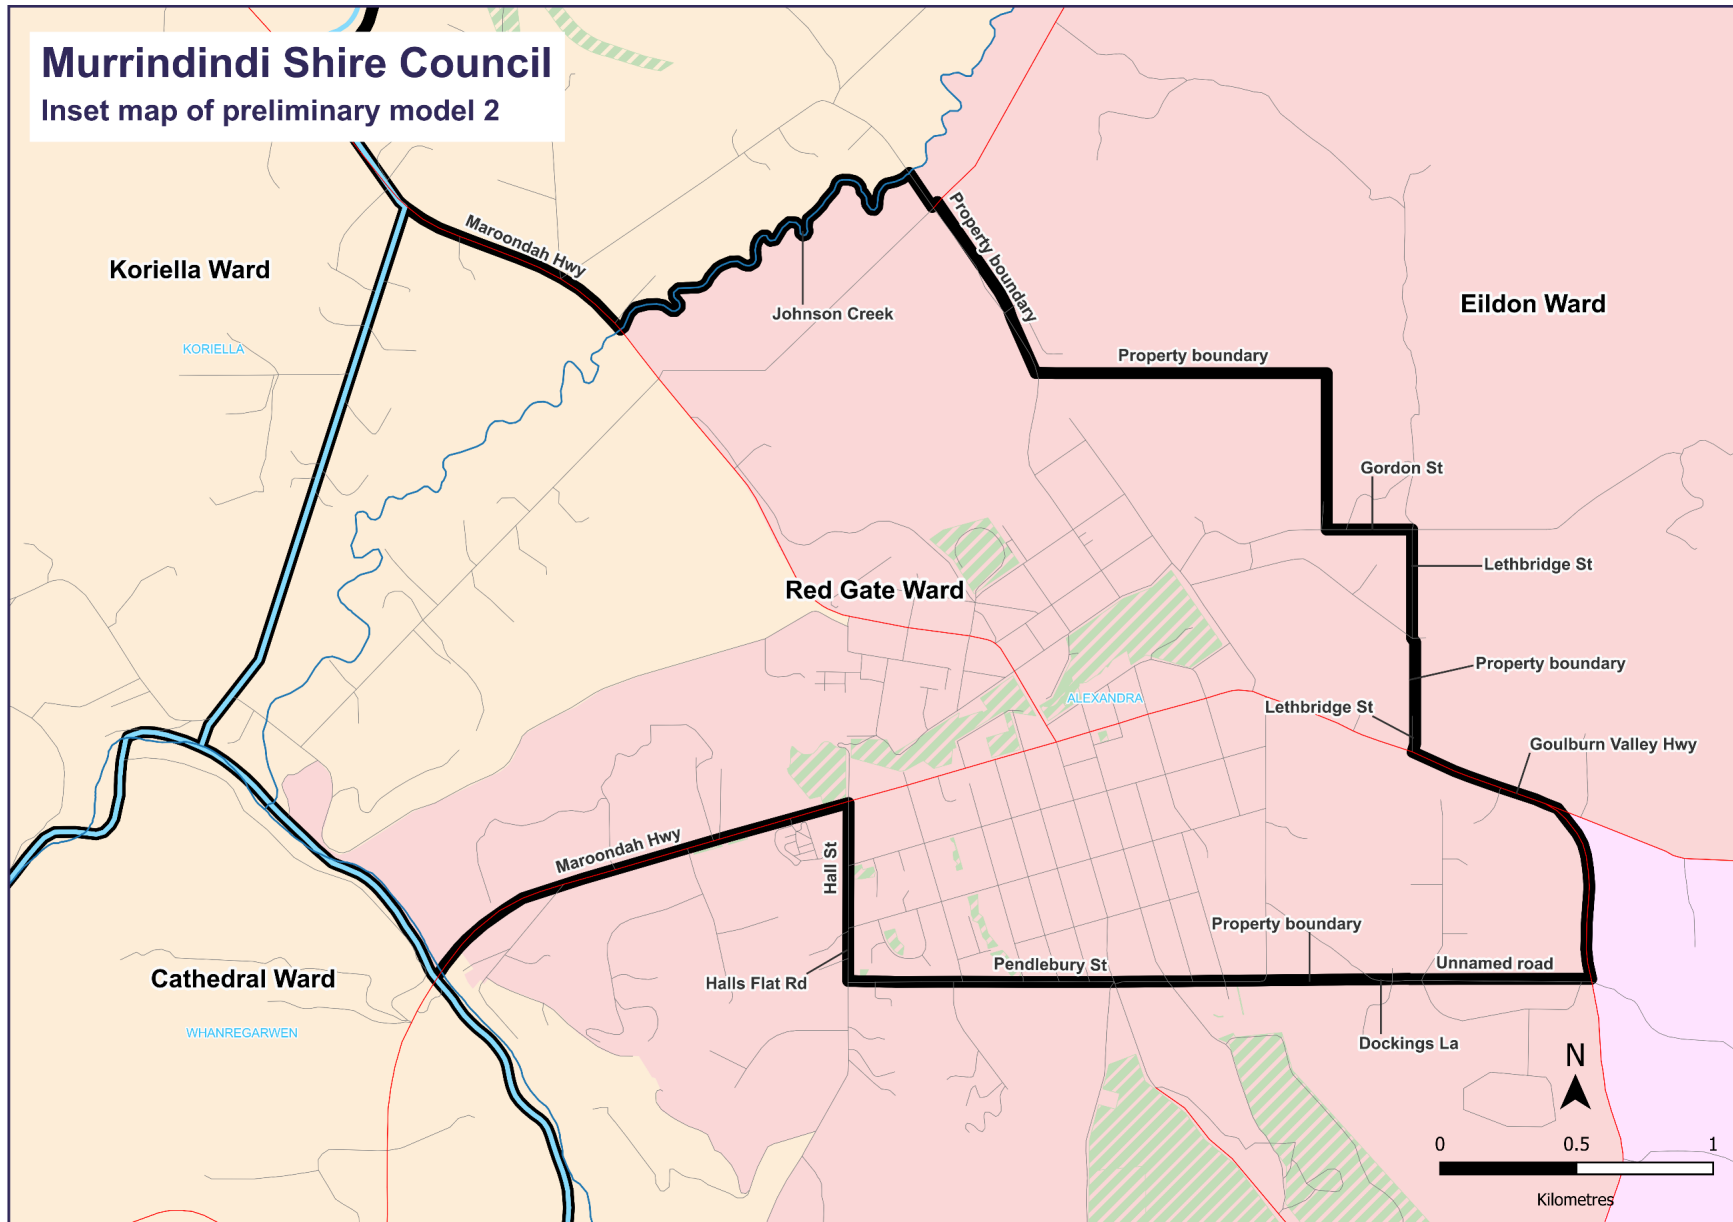 Murrindindi Shire Council
Inset map of preliminary model 2
Maroondah Hwy
Property boundary
Koriella Ward
Eildon Ward
Johnson Creek
KORIELLA
Property boundary
Gordon St
Lethbridge St
Red Gate Ward
Property boundary
ALEXANDRA
Lethbridge St
Goulburn Valley Hwy
Maroondah Hwy
Hall St
Property boundary
Pendlebury St
Unnamed road
Cathedral Ward
Halls Flat Rd
WHANREGARWEN
Dockings La
N
0 0.5 1
Kilometres